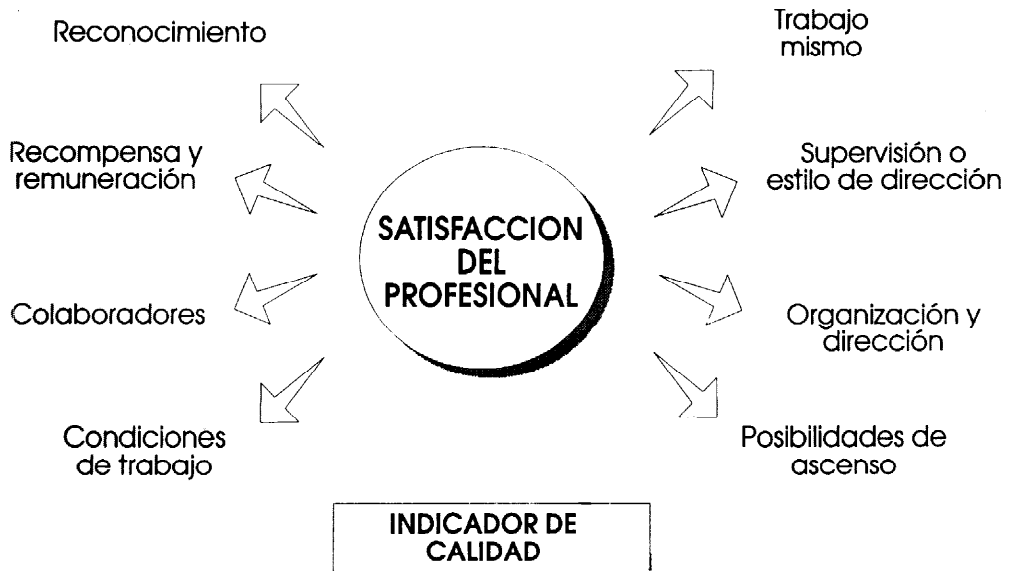 Reconocimiento
Trabajo
mismo
Recompensa y
remuneración
Supervisión o
estilo de dirección
SATISFACCION
DEL
PROFESIONAL
Colaboradores
Organización y
dirección
Condiciones
de trabajo
Posibilidades de
ascenso
INDICADOR DE
CALIDAD